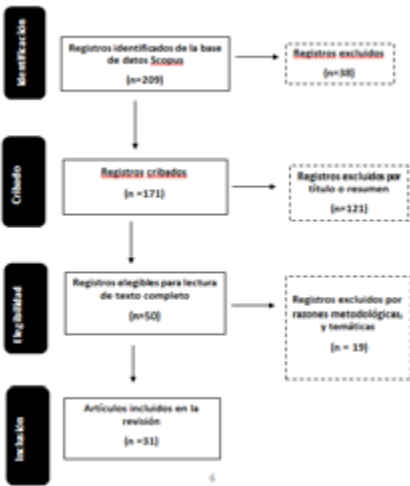 Identificación
Registros identificados de la base
de datos Scopus
(n=209)
Registros excluidos
(n=38)
Cribado
Registros cribados
(n =171)
Registros excluidos por
título o resumen
(n=121)
Elegibilidad
Registros elegibles para lectura
de texto completo
(n=50)
Registros excluidos por
razones metodológicas,
y temáticas
(n = 19)
Inclusión
Artículos incluidos en la
revisión
(n =31)
6